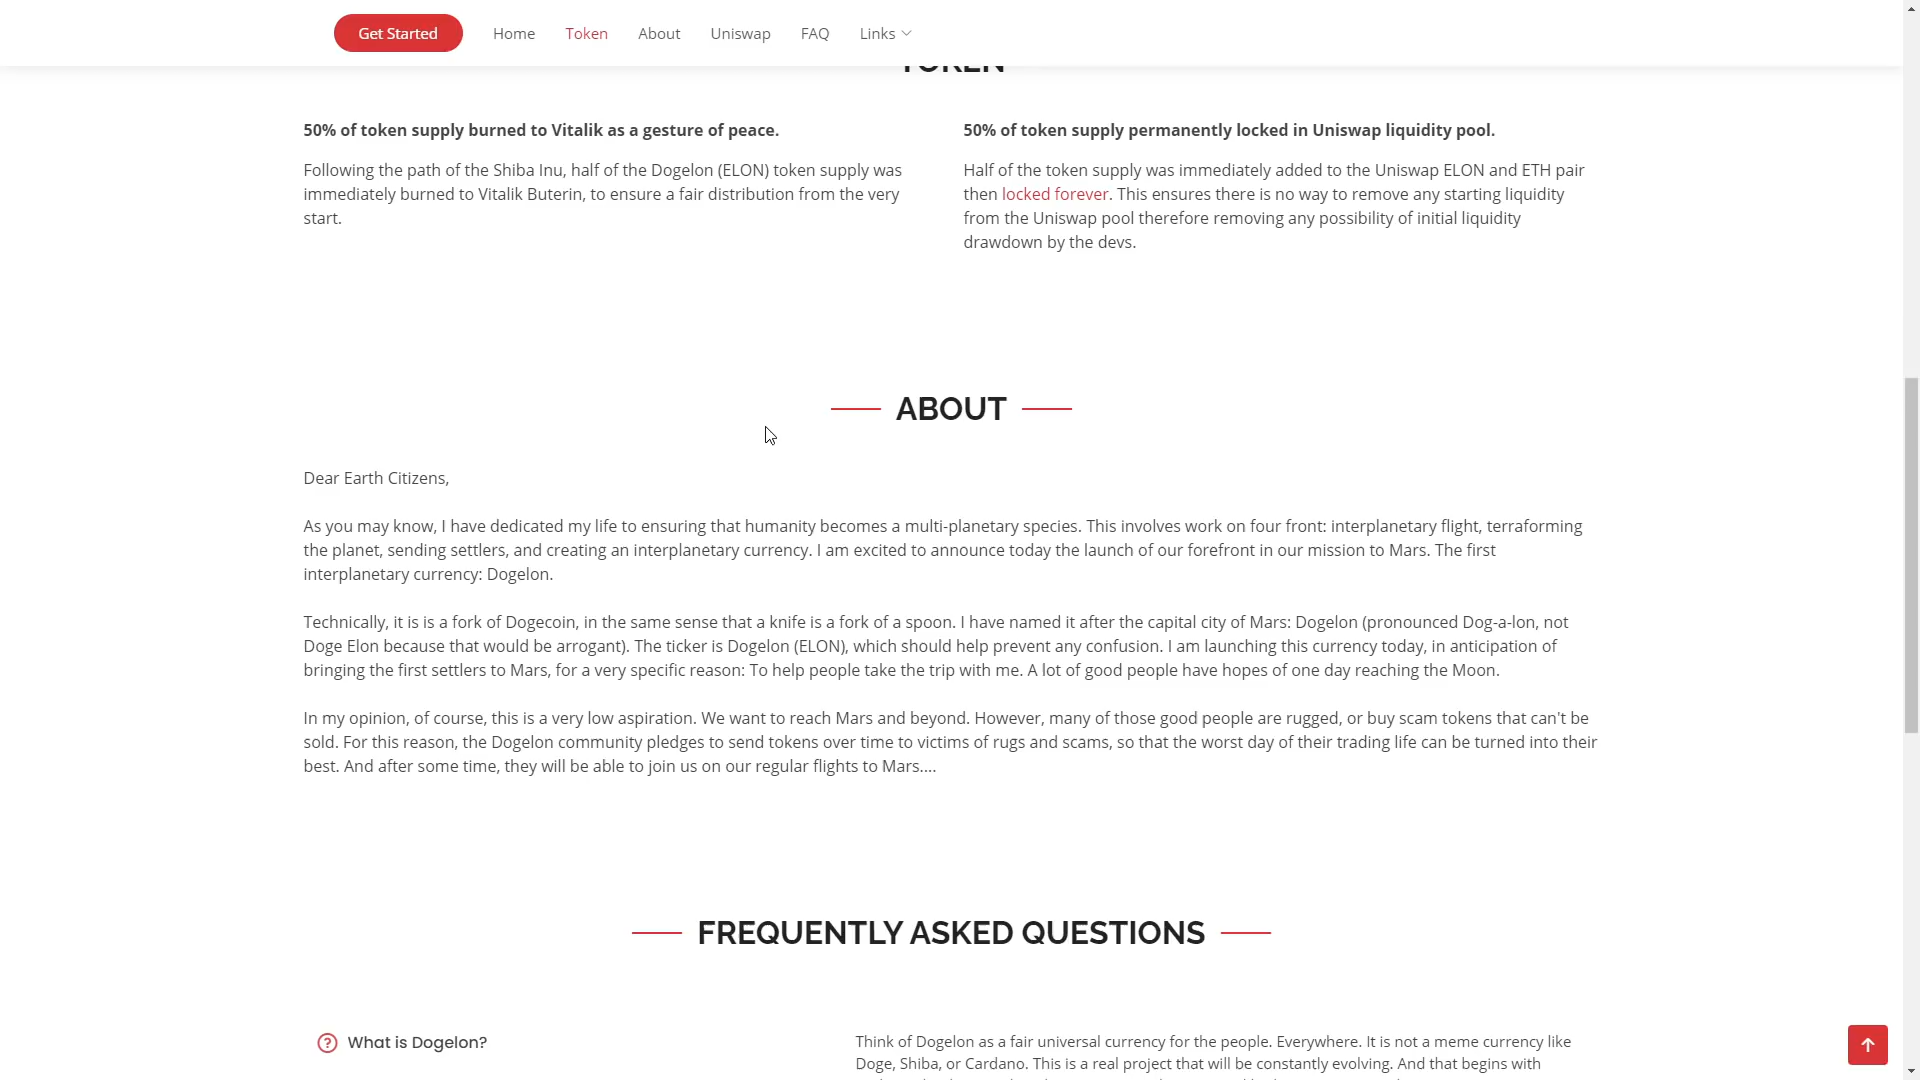 Get Started Home Token About Uniswap FAQ Links
TOKEN
50% of token supply burned to Vitalik as a gesture of peace.
Following the path of the Shiba Inu, half of the Dogelon (ELON) token supply was
immediately burned to Vitalik Buterin, to ensure a fair distribution from the very
start.
50% of token supply permanently locked in Uniswap liquidity pool.
Half of the token supply was immediately added to the Uniswap ELON and ETH pair
then locked forever. This ensures there is no way to remove any starting liquidity
from the Uniswap pool therefore removing any possibility of initial liquidity
drawdown by the devs.
ABOUT
Dear Earth Citizens,
As you may know, I have dedicated my life to ensuring that humanity becomes a multi-planetary species. This involves work on four front: interplanetary flight, terraforming
the planet, sending settlers, and creating an interplanetary currency. I am excited to announce today the launch of our forefront in our mission to Mars. The first
interplanetary currency: Dogelon.
Technically, it is is a fork of Dogecoin, in the same sense that a knife is a fork of a spoon. I have named it after the capital city of Mars: Dogelon (pronounced Dog-a-lon, not
Doge Elon because that would be arrogant). The ticker is Dogelon (ELON), which should help prevent any confusion. I am launching this currency today, in anticipation of
bringing the first settlers to Mars, for a very specific reason: To help people take the trip with me. A lot of good people have hopes of one day reaching the Moon.
In my opinion, of course, this is a very low aspiration. We want to reach Mars and beyond. However, many of those good people are rugged, or buy scam tokens that can't be
sold. For this reason, the Dogelon community pledges to send tokens over time to victims of rugs and scams, so that the worst day of their trading life can be turned into their
best. And after some time, they will be able to join us on our regular flights to Mars....
FREQUENTLY ASKED QUESTIONS
What is Dogelon?
Think of Dogelon as a fair universal currency for the people. Everywhere. It is not a meme currency like
Doge, Shiba, or Cardano. This is a real project that will be constantly evolving. And that begins with